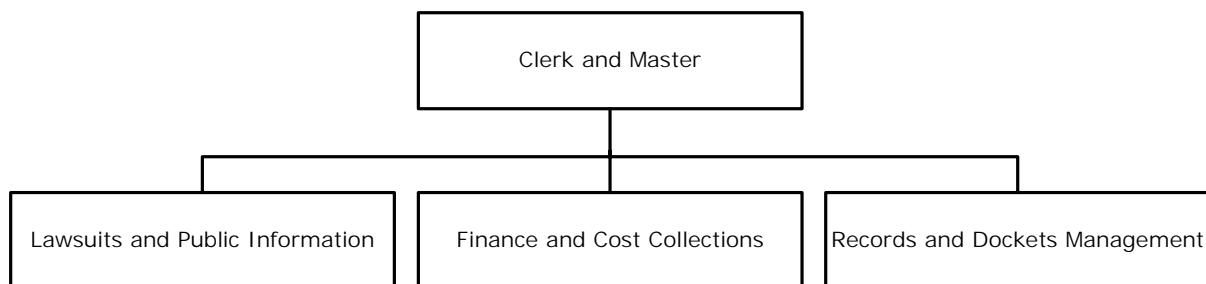 Clerk and Master
Lawsuits and Public Information
Finance and Cost Collections
Records and Dockets Management